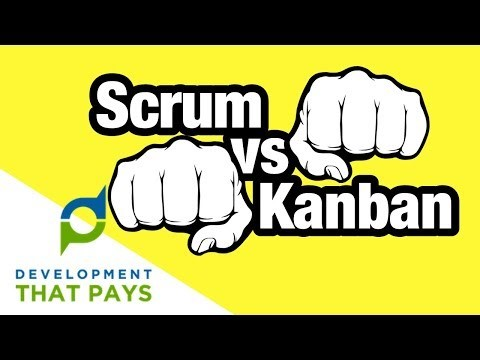 Scrum
vs
Kanban
DEVELOPMENT
THAT PAYS